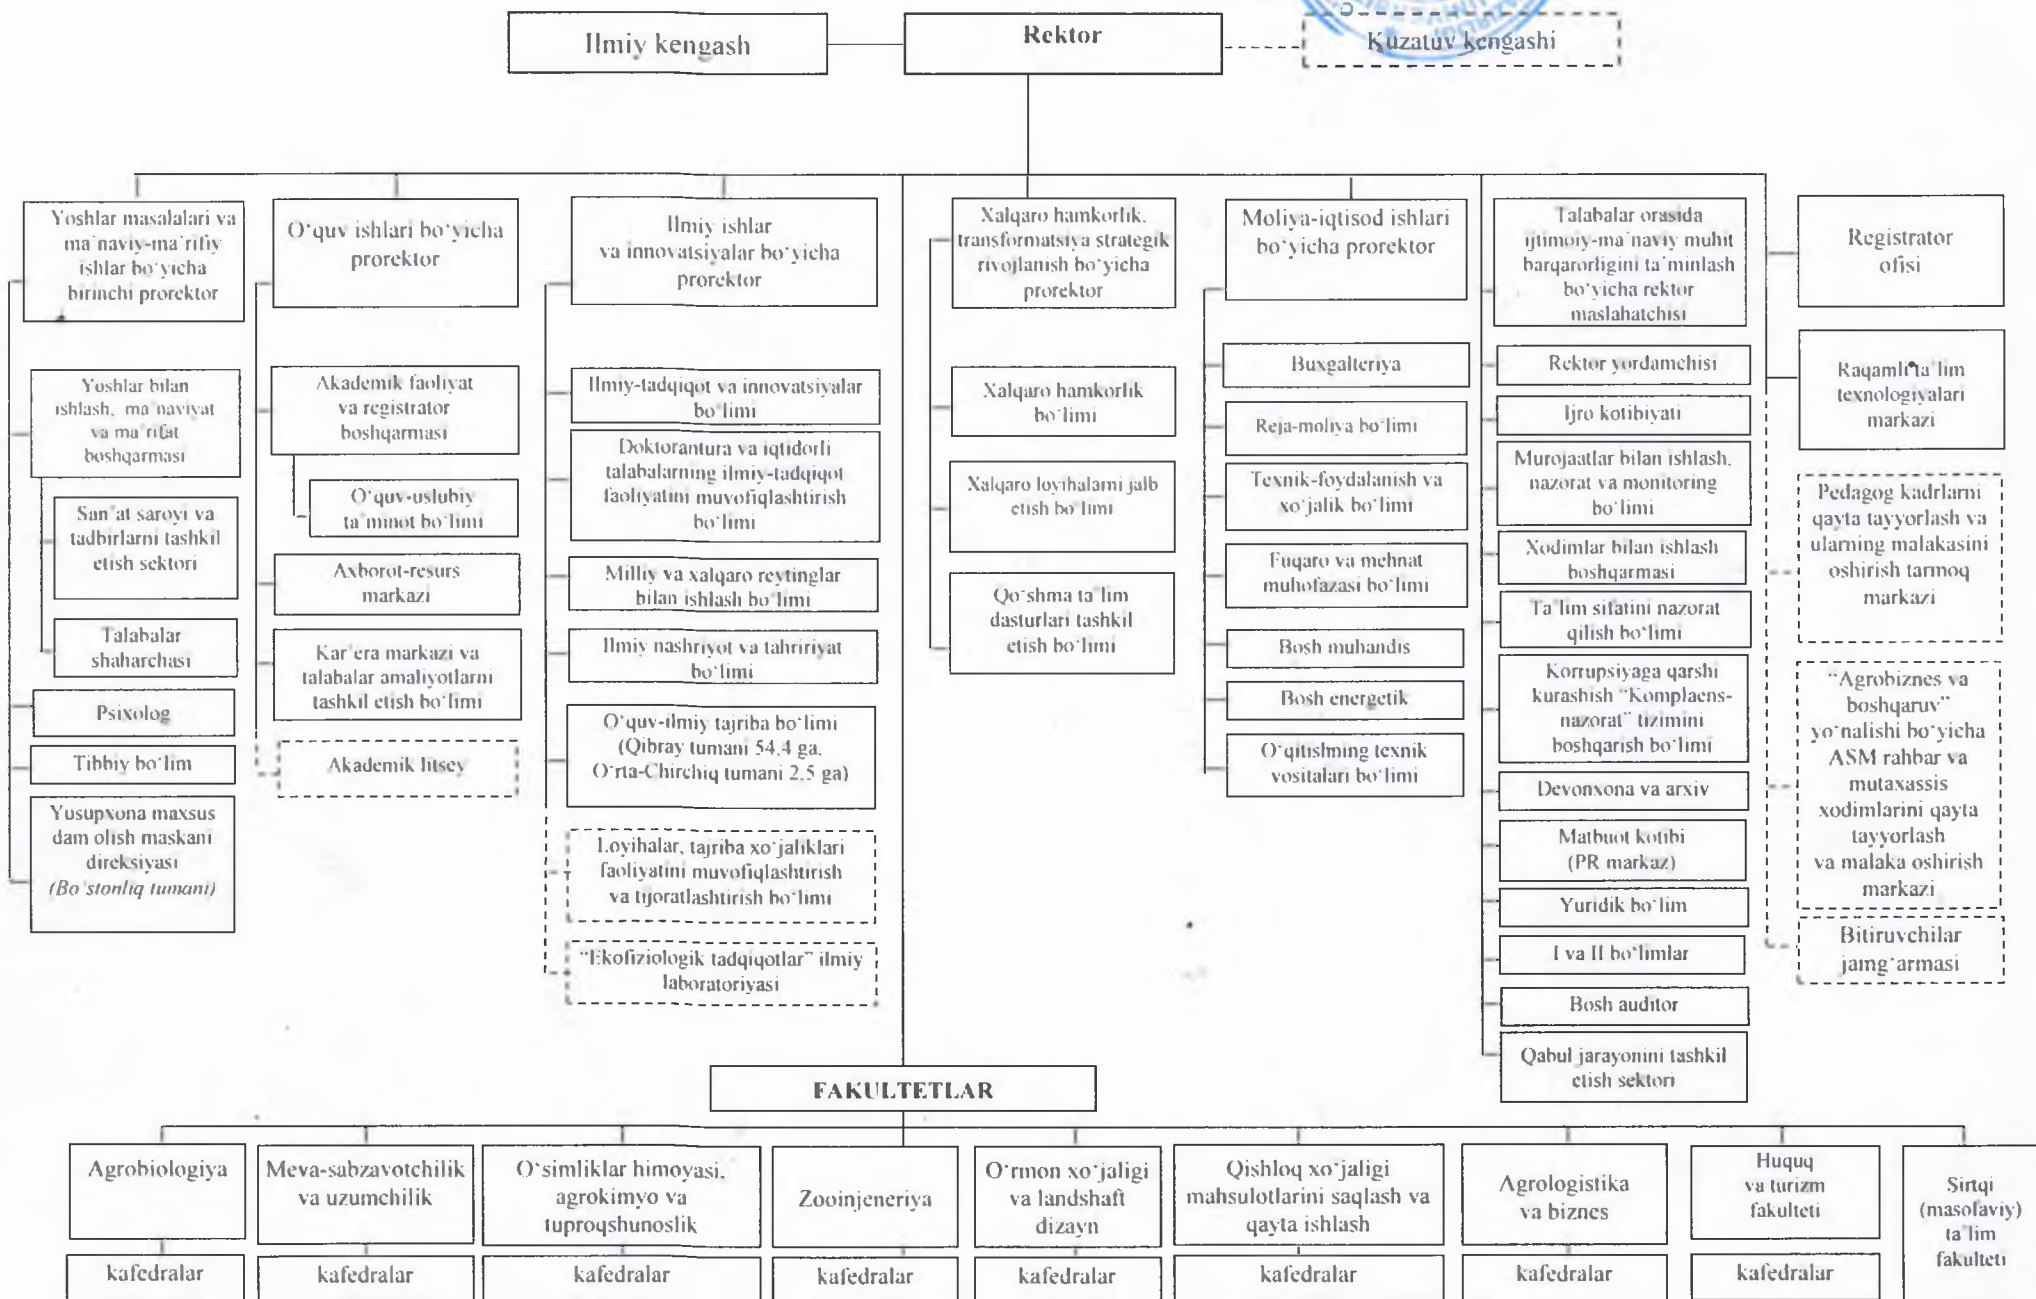 Ilmiy kengash
Rektor
Kuzatuv kengashi
Yoshlar masalalari va
ma'naviy-ma'rifiy
ishlar bo'yicha
birinchi prorektor
O'quv ishlari bo'yicha
prorektor
Ilmiy ishlar
va innovatsiyalar bo'yicha
prorektor
Xalqaro hamkorlik,
transformatsiya strategik
rivojlanish bo'yicha
prorektor
Moliya-iqtisod ishlari
bo'yicha prorektor
Talabalar orasida
ijtimoiy-ma'naviy muhit
barqarorligini ta'minlash
bo'yicha rektor
maslahatchisi
Registrator
ofisi
Yoshlar bilan
ishlash, ma'naviyat
va ma'rifat
boshqarmasi
San'at saroyi va
tadbirlarni tashkil
etish sektori
Talabalar
shaharchasi
Psixolog
Tibbiy bo'lim
Yusupxona maxsus
dam olish maskani
direksiyasi
(Bo'stonliq tumani)
Akademik faoliyat
va registrator
boshqarmasi
O'quv-uslubiy
ta'minot bo'limi
Axborot-resurs
markazi
Kar'era markazi va
talabalar amaliyotlarni
tashkil etish bo'limi
Akademik litsey
Ilmiy-tadqiqot va innovatsiyalar
bo'limi
Doktorantura va iqtidorli
talabalarning ilmiy-tadqiqot
faoliyatini muvofiqlashtirish
bo'limi
Milliy va xalqaro reytinglar
bilan ishlash bo'limi
Ilmiy nashriyot va tahririyat
bo'limi
O'quv-ilmiy tajriba bo'limi
(Qibray tumani 54,4 ga,
O'rta-Chirchiq tumani 2,5 ga)
Loyihalar, tajriba xo'jaliklari
faoliyatini muvofiqlashtirish
va tijoratlashtirish bo'limi
"Ekofiziologik tadqiqotlar" ilmiy
laboratoriyasi
Xalqaro hamkorlik
bo'limi
Xalqaro loyihalarni jalb
etish bo'limi
Qo'shma ta'lim
dasturlari tashkil
etish bo'limi
Buxgalteriya
Reja-moliya bo'limi
Texnik-foydalanish va
xo'jalik bo'limi
Fuqaro va mehnat
muhofazasi bo'limi
Bosh muhandis
Bosh energetik
O'qitishming texnik
vositalari bo'limi
Rektor yordamchisi
Ijro kotibiyati
Murojaatlar bilan ishlash,
nazorat va monitoring
bo'limi
Xodimlar bilan ishlash
boshqarmasi
Ta'lim sifatini nazorat
qilish bo'limi
Korrupsiyaga qarshi
kurashish "Komplaens-
nazorat" tizimini
boshqarish bo'limi
Devonxona va arxiv
Matbuot kotibi
(PR markaz)
Yuridik bo'lim
I va II bo'limlar
Bosh auditor
Qabul jarayonini tashkil
etish sektori
Raqamli ta'lim
texnologiyalari
markazi
Pedagog kadrlarni
qayta tayyorlash va
ularning malakasini
oshirish tarmoq
markazi
"Agrobiznes va
boshqaruv"
yo'nalishi bo'yicha
ASM rahbar va
mutaxassis
xodimlarini qayta
tayyorlash
va malaka oshirish
markazi
Bitiruvchilar
jamg'armasi
FAKULTETLAR
Agrobiologiya
Meva-sabzavotchilik
va uzumchilik
O'simliklar himoyasi,
agrokimyo va
tuproqshunoslik
Zooinjeneriya
O'rmon xo'jaligi
va landshaft
dizayn
Qishloq xo'jaligi
mahsulotlarini saqlash va
qayta ishlash
Agrologistika
va biznes
Huquq
va turizm
fakulteti
Sirtqi
(masofaviy)
ta'lim
fakulteti
kafedralar
kafedralar
kafedralar
kafedralar
kafedralar
kafedralar
kafedralar
kafedralar